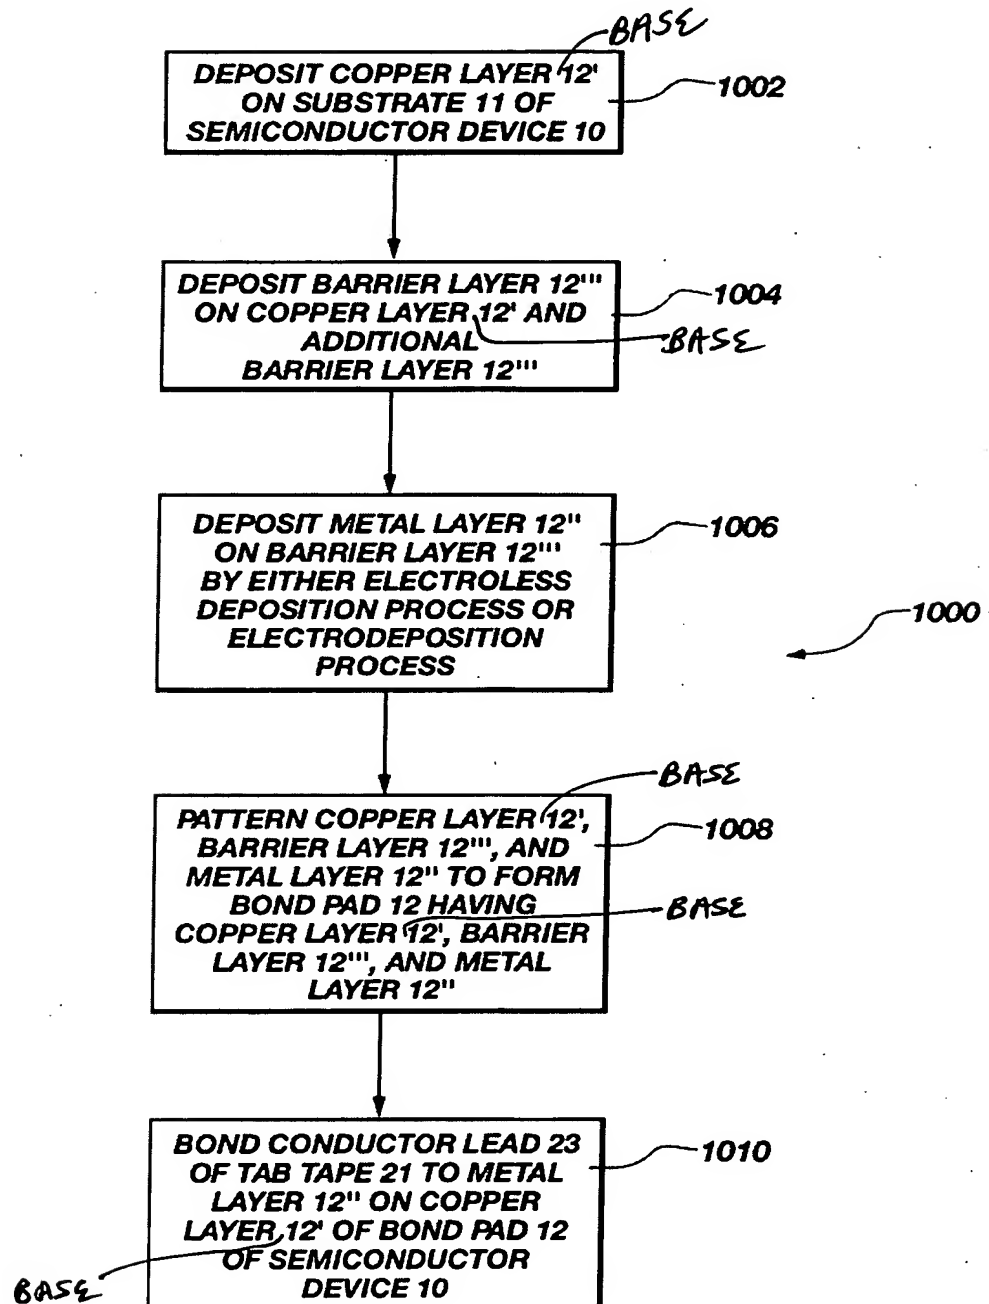 BASE
DEPOSIT COPPER LAYER 12'
ON SUBSTRATE 11 OF
SEMICONDUCTOR DEVICE 10
1002
DEPOSIT BARRIER LAYER 12'''
ON COPPER LAYER 12' AND
ADDITIONAL
BARRIER LAYER 12'''
1004
BASE
DEPOSIT METAL LAYER 12''
ON BARRIER LAYER 12'''
BY EITHER ELECTROLESS
DEPOSITION PROCESS OR
ELECTRODEPOSITION
PROCESS
1006
1000
BASE
PATTERN COPPER LAYER 12',
BARRIER LAYER 12''', AND
METAL LAYER 12'' TO FORM
BOND PAD 12 HAVING
COPPER LAYER 12', BARRIER
LAYER 12''', AND METAL
LAYER 12''
1008
BASE
BOND CONDUCTOR LEAD 23
OF TAB TAPE 21 TO METAL
LAYER 12'' ON COPPER
LAYER 12' OF BOND PAD 12
OF SEMICONDUCTOR
DEVICE 10
1010
BASE